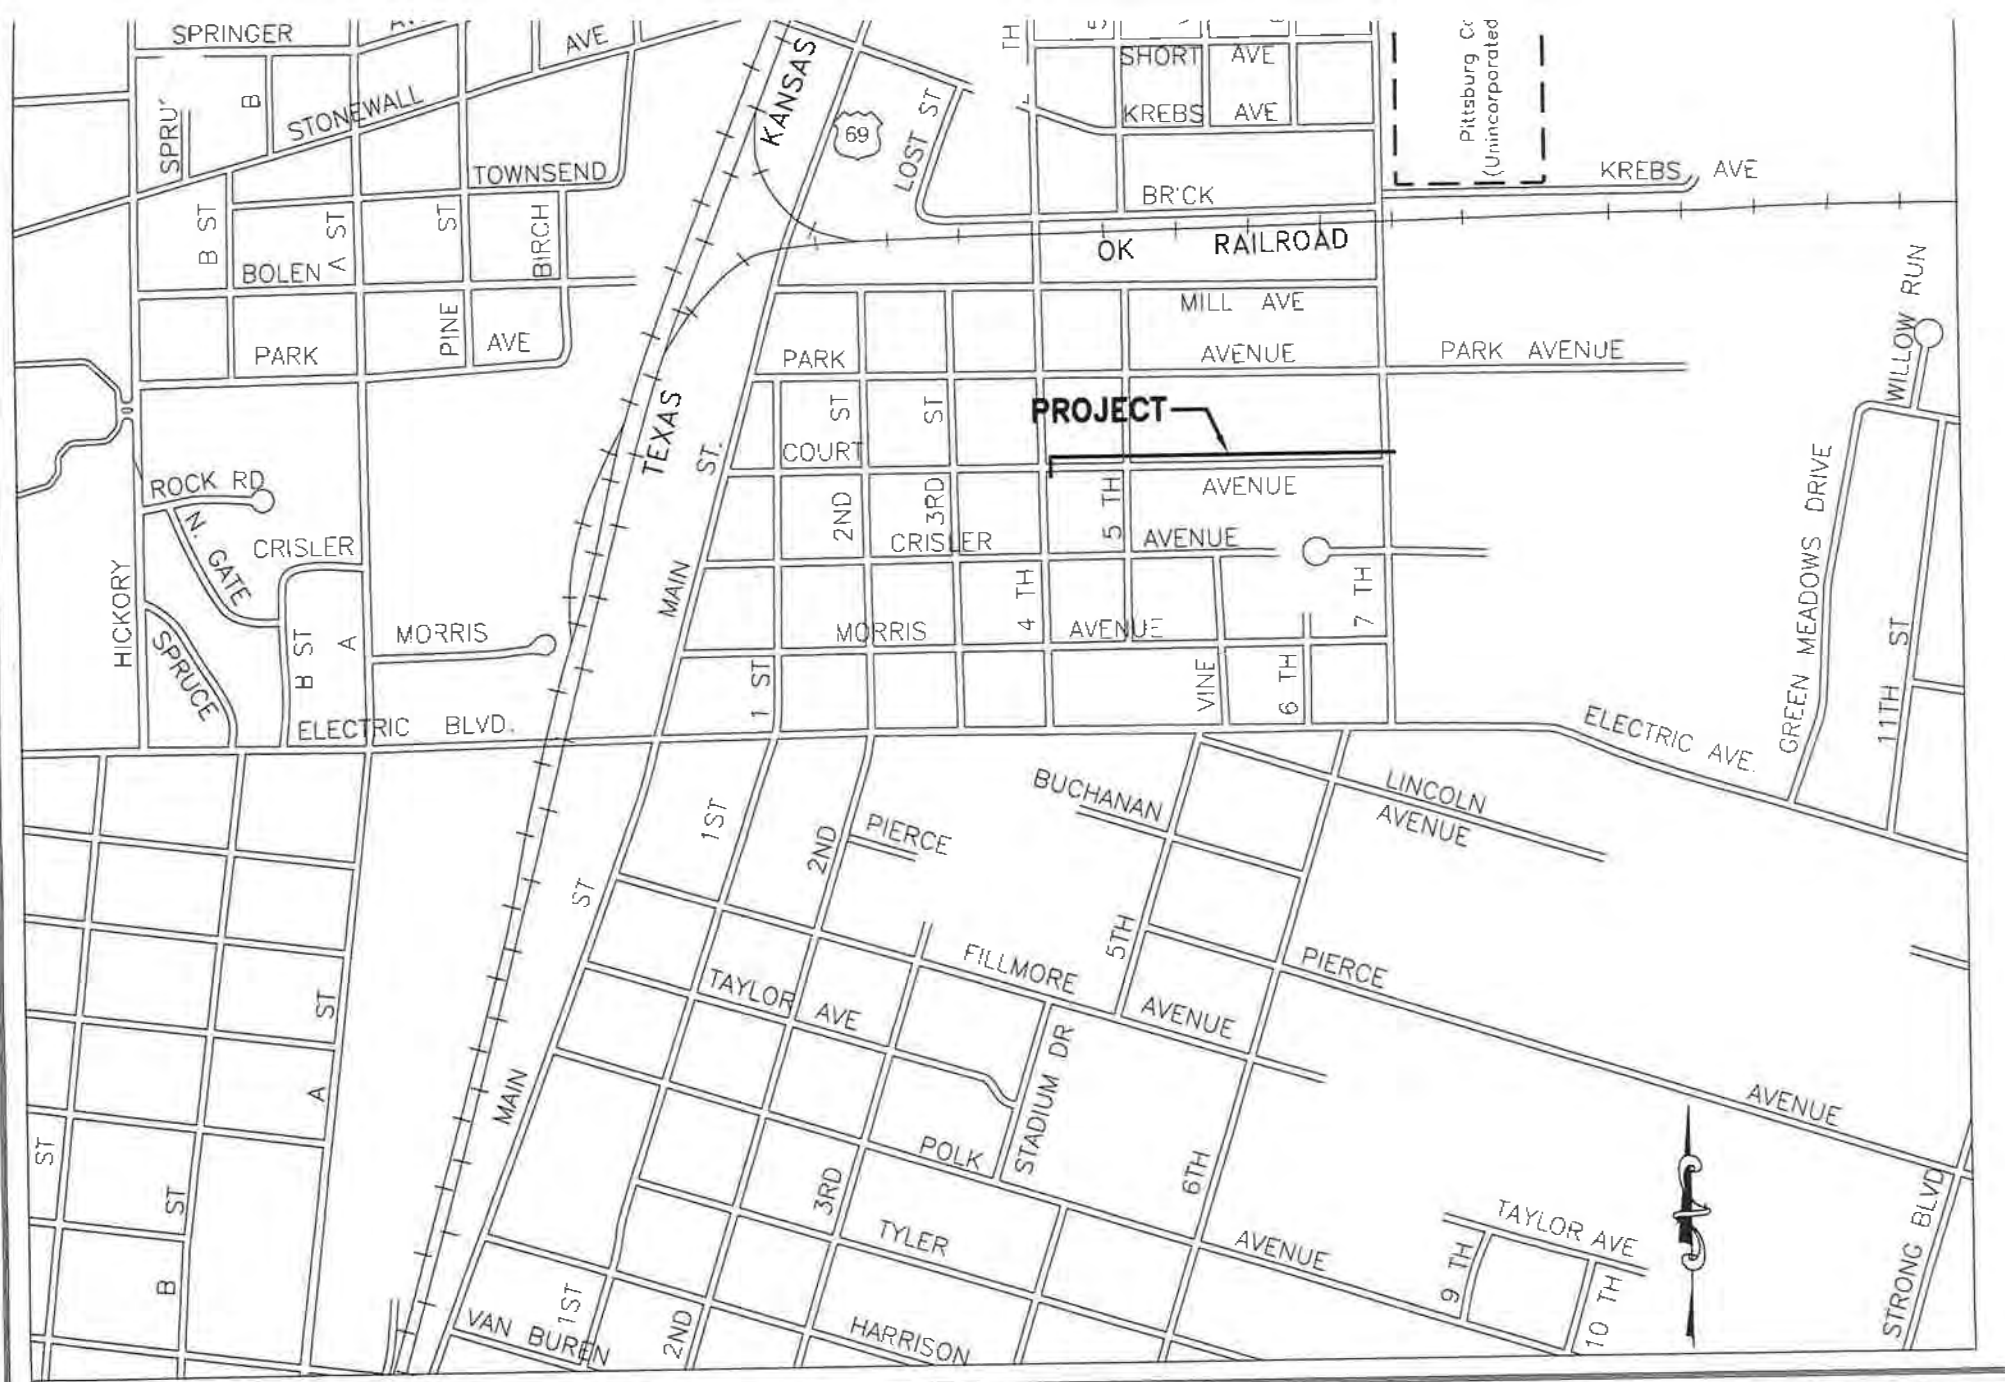 SPRINGER
AVE
SHORT AVE
KREBS AVE
Pittsburg Co
(Unincorporated
KREBS AVE
SPRU'
B
STONEWALL
KANSAS
69
LOST ST
TH
TOWNSEND
BR'CK
B ST
BOLEN
A ST
ST
BIRCH
OK RAILROAD
WILLOW RUN
MILL AVE
PARK
PINE
AVE
PARK
AVENUE
PARK AVENUE
TEXAS
ST.
ST
ST
PROJECT
COURT
AVENUE
ROCK RD
N. GATE
CRISLER
2ND
3RD
CRISLER
5 TH
AVENUE
GREEN MEADOWS DRIVE
HICKORY
SPRUCE
B ST
A
MORRIS
MAIN
MORRIS
4 TH
AVENUE
7 TH
1 ST
VINE
6 TH
11TH ST
ELECTRIC BLVD.
ELECTRIC AVE.
1ST
2ND
PIERCE
BUCHANAN
LINCOLN
AVENUE
ST
5TH
FILLMORE
AVENUE
PIERCE
AVENUE
TAYLOR AVE
STADIUM DR
ST
A
MAIN
POLK
6TH
ST
ST
B
3RD
TYLER
AVENUE
9 TH
TAYLOR AVE
10 TH
STRONG BLVD
VAN BUREN
1ST
2ND
HARRISON